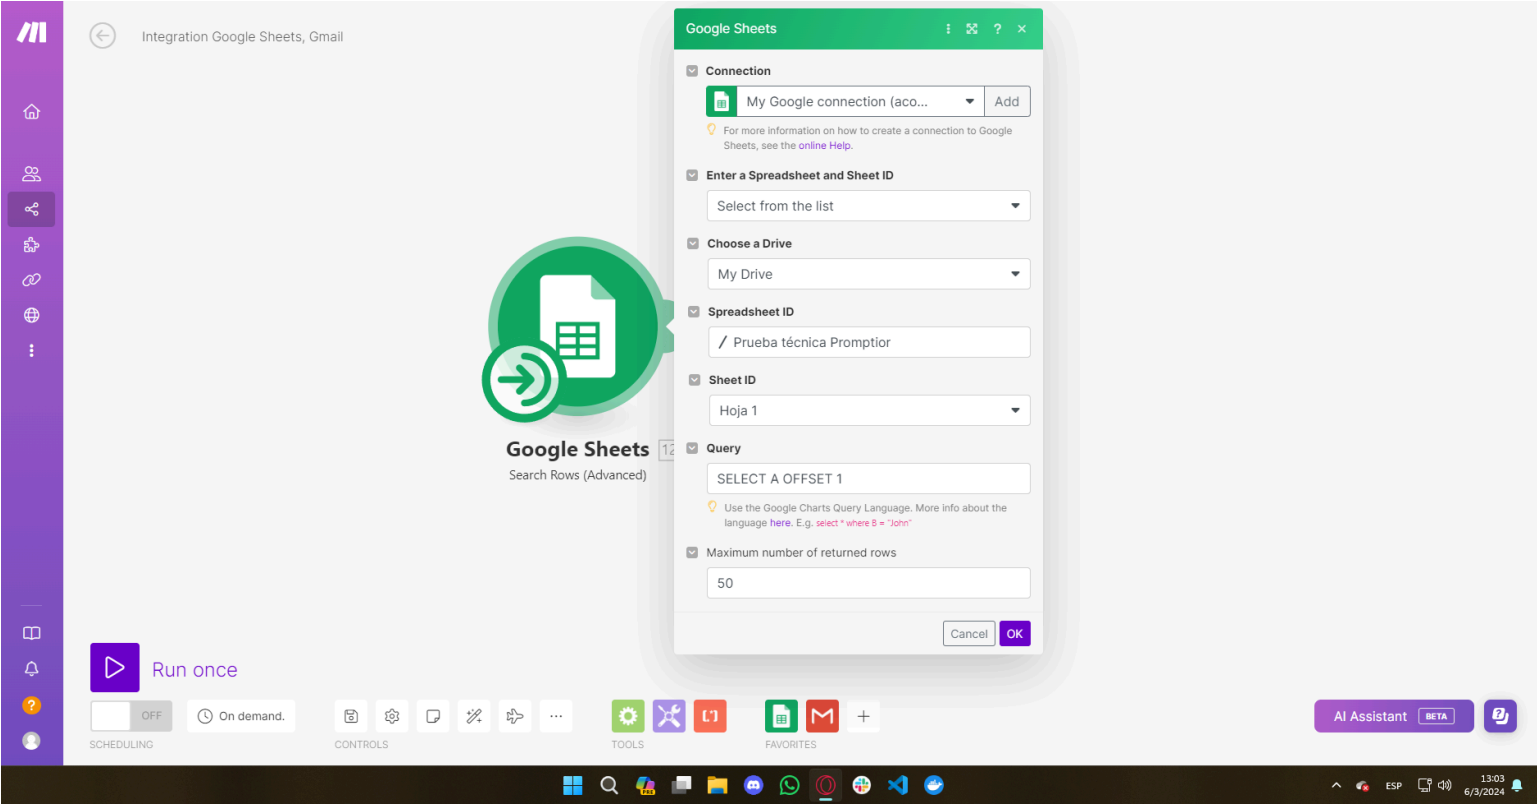 Integration Google Sheets, Gmail
Google Sheets
?
Connection
My Google connection (aco...
Add
For more information on how to create a connection to Google
Sheets, see the online Help.
Enter a Spreadsheet and Sheet ID
Select from the list
Choose a Drive
My Drive
Spreadsheet ID
/ Prueba técnica Promptior
Sheet ID
Hoja 1
Google Sheets
12
Search Rows (Advanced)
Query
SELECT A OFFSET 1
Use the Google Charts Query Language. More info about the
language here. E.g. select * where B = "John"
Maximum number of returned rows
50
Cancel
OK
Run once
OFF
On demand.
...
SCHEDULING
CONTROLS
TOOLS
FAVORITES
AI Assistant BETA
?
PRE
ESP
13:03
6/3/2024